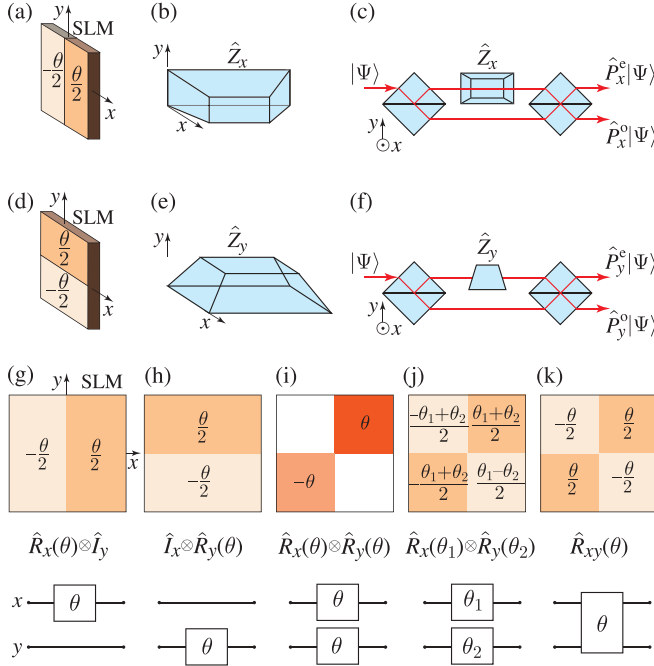 (a)
y
SLM
−θ/2
θ/2
x
(b)
y
Ẑx
x
(c)
Ẑx
|Ψ⟩
P̂xᵉ|Ψ⟩
y
x
P̂xᵒ|Ψ⟩
(d)
y
SLM
θ/2
−θ/2
x
(e)
y
Ẑy
x
(f)
Ẑy
|Ψ⟩
P̂yᵉ|Ψ⟩
y
x
P̂yᵒ|Ψ⟩
(g) y SLM (h) (i) (j) (k)
−θ/2 θ/2 x
θ/2
−θ/2
θ
−θ
−θ1+θ2/2 θ1+θ2/2
−θ1+θ2/2 θ1−θ2/2
−θ/2 θ/2
θ/2 −θ/2
R̂x(θ)⊗Îy Îx⊗R̂y(θ) R̂x(θ)⊗R̂y(θ) R̂x(θ1)⊗R̂y(θ2) R̂xy(θ)
x θ θ θ1 θ
y θ θ θ2